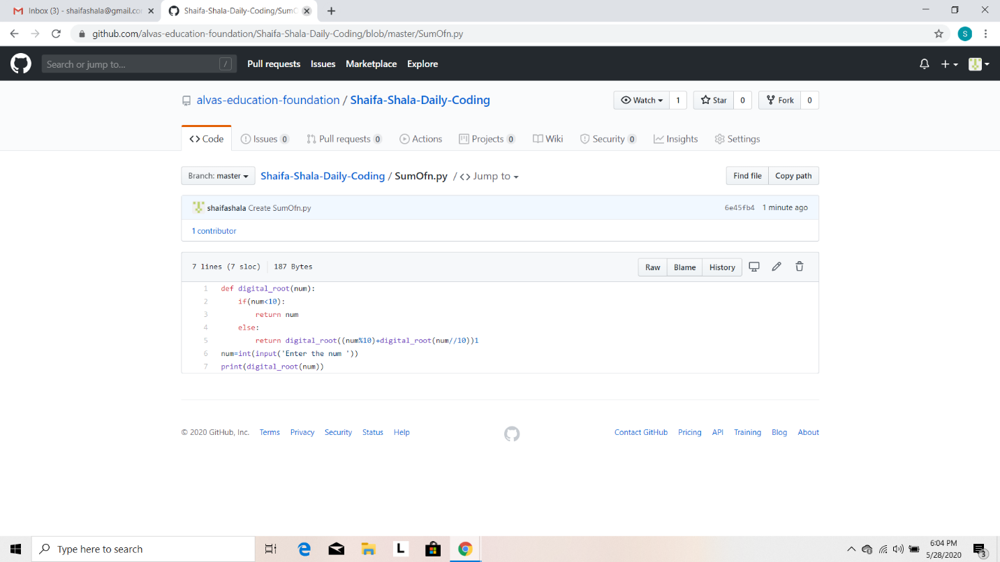 Inbox (3) - shaifashala@gmail.co
Shaifa-Shala-Daily-Coding/SumO
github.com/alvas-education-foundation/Shaifa-Shala-Daily-Coding/blob/master/SumOfn.py
S
Search or jump to...
/
Pull requests
Issues
Marketplace
Explore
alvas-education-foundation / Shaifa-Shala-Daily-Coding
Watch 1
Star 0
Fork 0
Code
Issues 0
Pull requests 0
Actions
Projects 0
Wiki
Security 0
Insights
Settings
Branch: master
Shaifa-Shala-Daily-Coding / SumOfn.py / <> Jump to
Find file
Copy path
shaifashala Create SumOfn.py
6e45fb4 1 minute ago
1 contributor
7 lines (7 sloc) 187 Bytes
Raw
Blame
History
1 def digital_root(num):
2 if(num<10):
3 return num
4 else:
5 return digital_root((num%10)+digital_root(num//10))1
6 num=int(input('Enter the num '))
7 print(digital_root(num))
© 2020 GitHub, Inc.
Terms
Privacy
Security
Status
Help
Contact GitHub
Pricing
API
Training
Blog
About
Type here to search
L
6:04 PM
5/28/2020
3